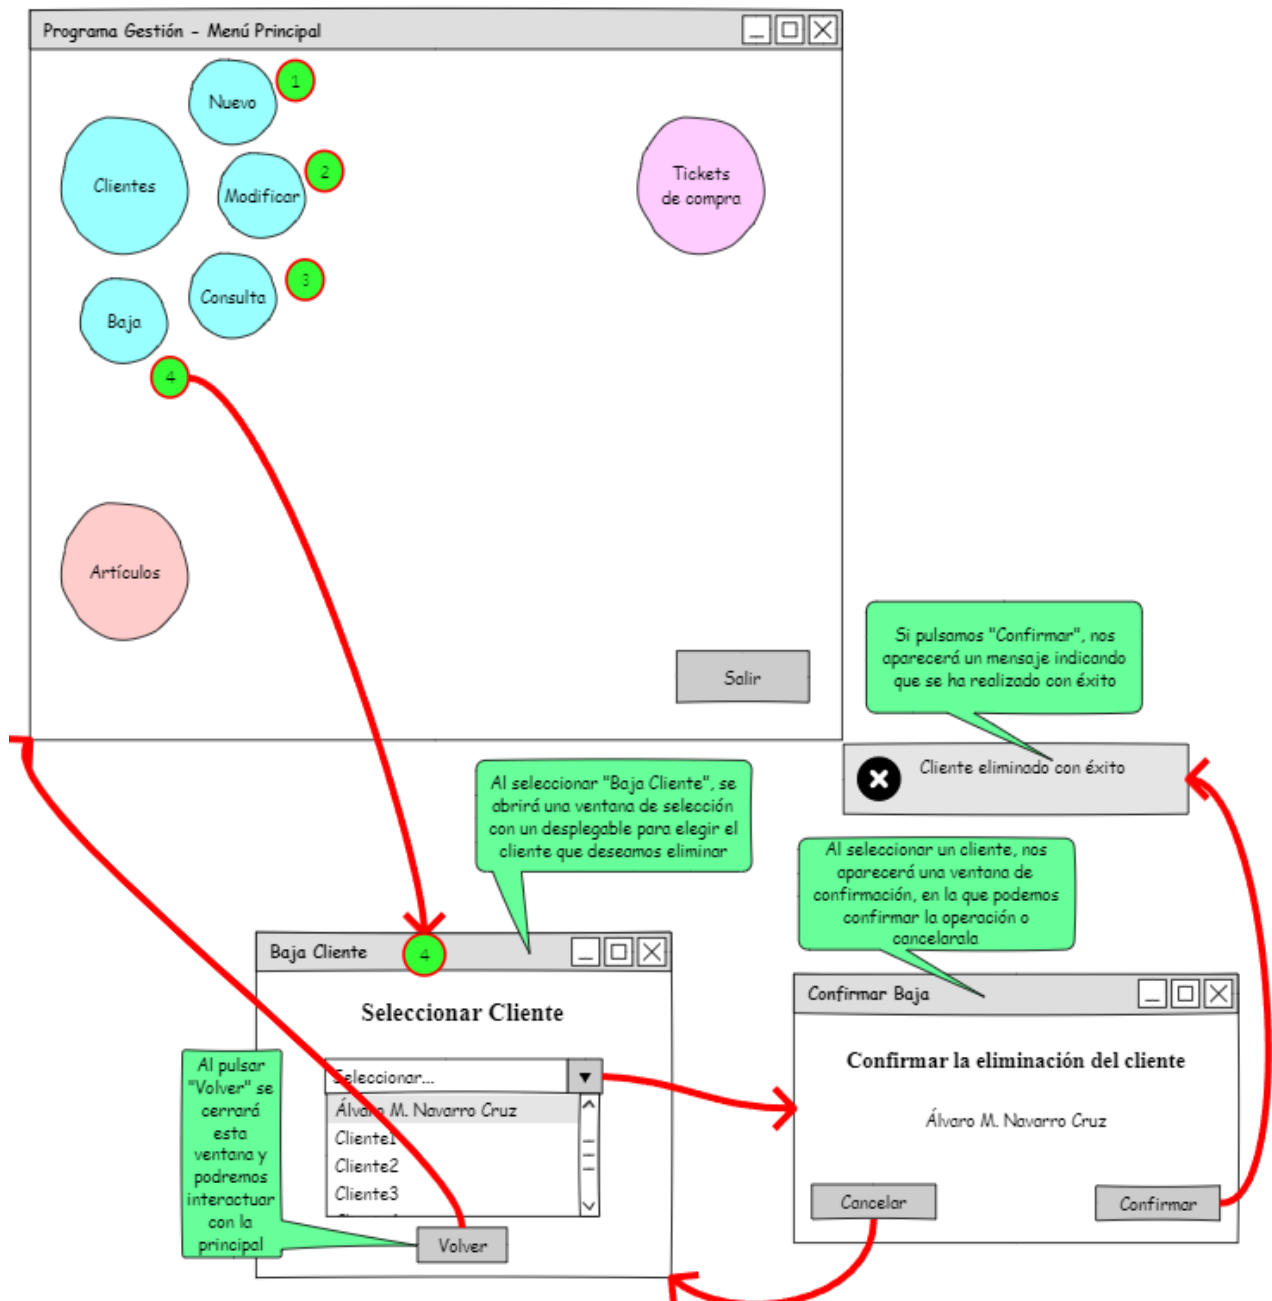 Programa Gestión - Menú Principal
Nuevo
1
Clientes
Modificar
2
Consulta
3
Baja
4
Tickets
de compra
Artículos
Salir
Si pulsamos "Confirmar", nos
aparecerá un mensaje indicando
que se ha realizado con éxito
Cliente eliminado con éxito
Al seleccionar "Baja Cliente", se
abrirá una ventana de selección
con un desplegable para elegir el
cliente que deseamos eliminar
Al seleccionar un cliente, nos
aparecerá una ventana de
confirmación, en la que podemos
confirmar la operación o
cancelarala
Baja Cliente
4
Seleccionar Cliente
Seleccionar...
Álvaro M. Navarro Cruz
Cliente1
Cliente2
Cliente3
Volver
Al pulsar
"Volver" se
cerrará
esta
ventana y
podremos
interactuar
con la
principal
Confirmar Baja
Confirmar la eliminación del cliente
Álvaro M. Navarro Cruz
Cancelar
Confirmar